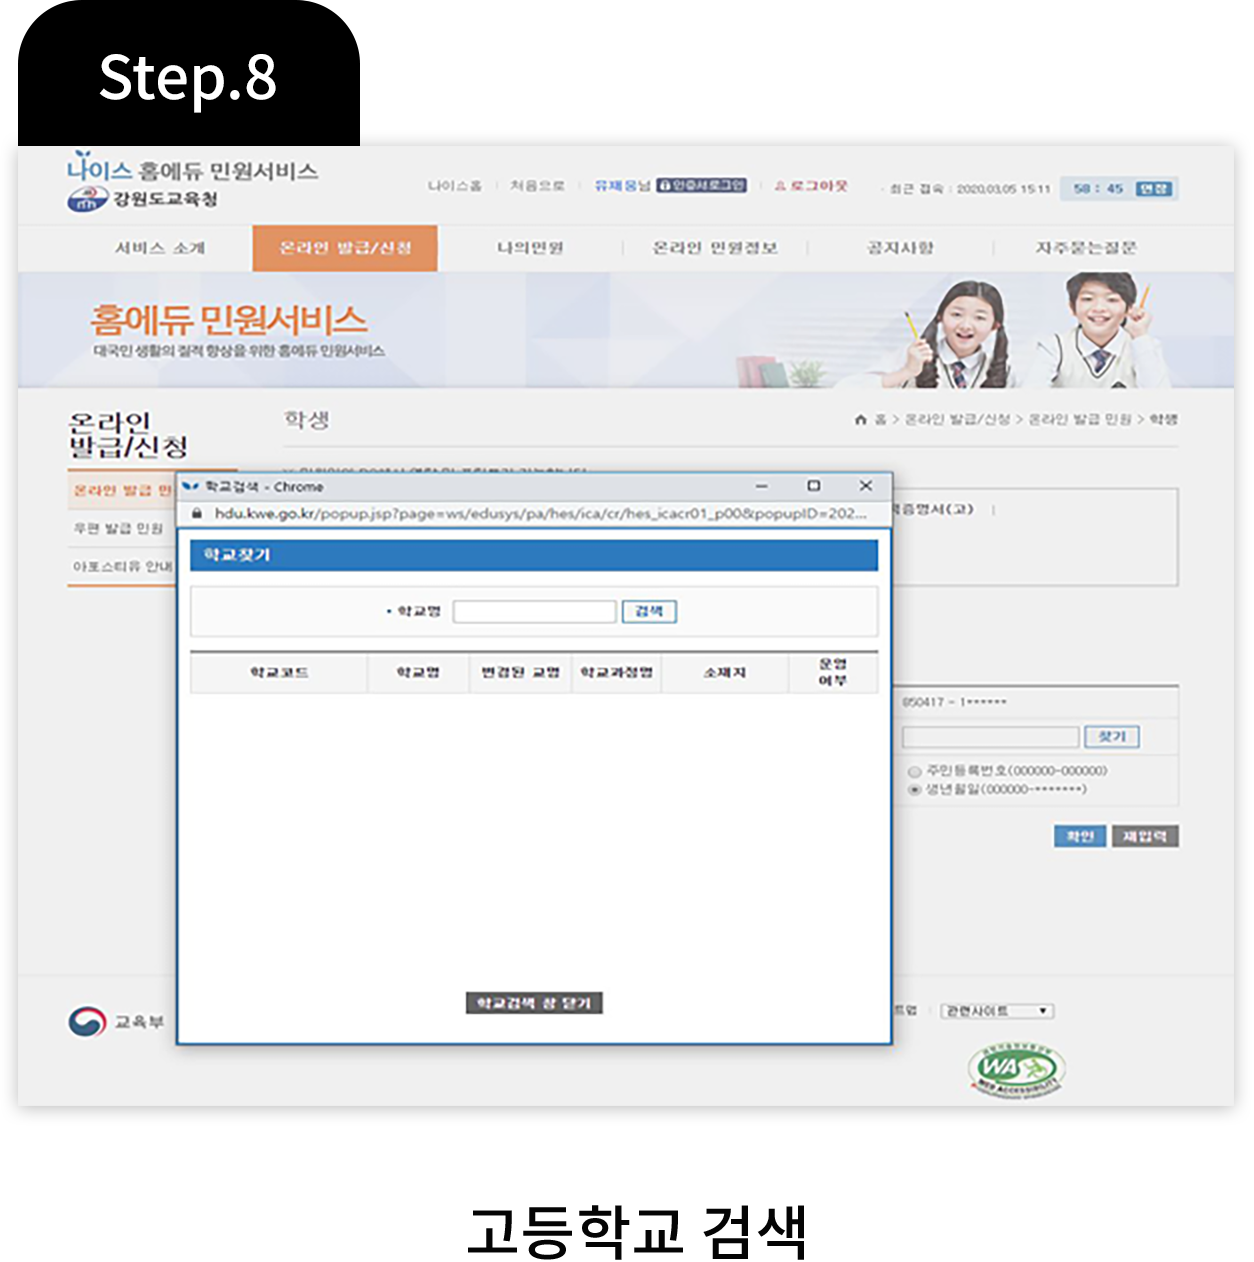 Step.8
나이스 홈에듀 민원서비스
강원도교육청
나이스홈 처음으로 유재웅님 인증서로그인 로그아웃 · 최근 접속 : 2020.03.05 15:11 58 : 45 연장
서비스 소개 온라인 발급/신청 나의민원 온라인 민원정보 공지사항 자주묻는질문
홈에듀 민원서비스
대국민 생활의 질적 향상을 위한 홈에듀 민원서비스
온라인
발급/신청
학생
홈 > 온라인 발급/신청 > 온라인 발급 민원 > 학생
온라인 발급 민
우편 발급 민원
아포스티유 안내
학교검색 - Chrome
hdu.kwe.go.kr/popup.jsp?page=ws/edusys/pa/hes/ica/cr/hes_icacr01_p00&popupID=202...
증명서(고)
학교찾기
• 학교명 검색
학교코드 학교명 변경된 교명 학교과정명 소재지 운영
여부
850417 - 1******
찾기
주민등록번호(000000-000000)
생년월일(000000-*******)
확인 재입력
학교검색 창 닫기
교육부
트맵 관련사이트
WA
WEB ACCESSIBILITY
고등학교 검색